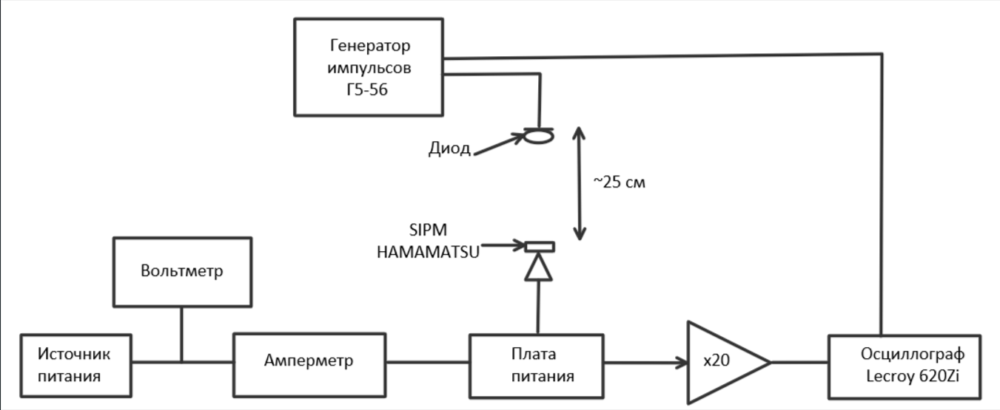 Генератор
импульсов
Г5-56
Диод
~25 см
SIPM
HAMAMATSU
Вольтметр
Источник
питания
Амперметр
Плата
питания
x20
Осциллограф
Lecroy 620Zi